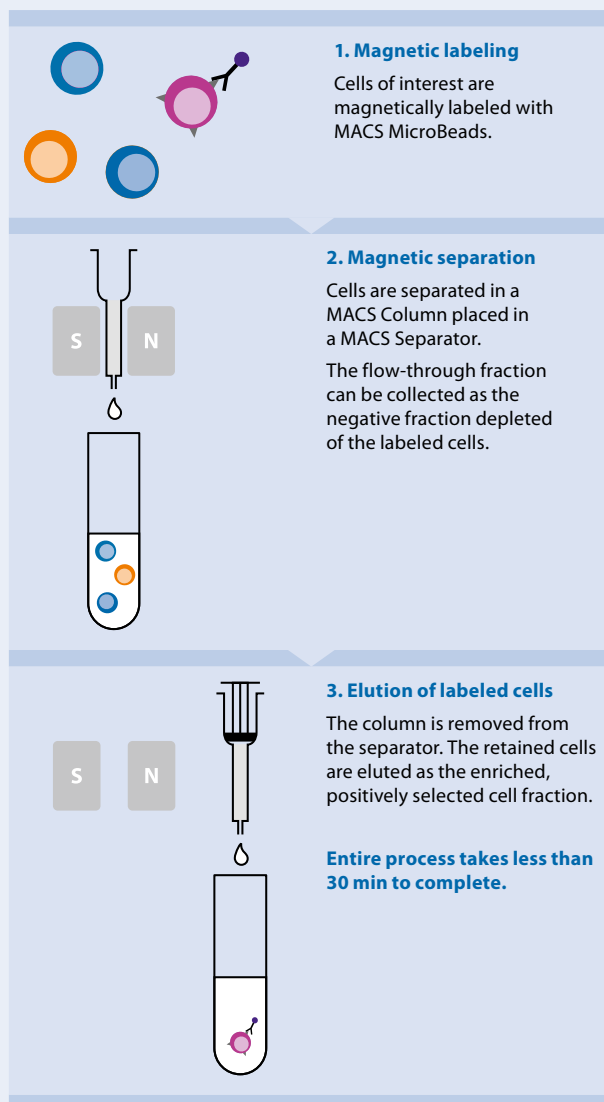 1. Magnetic labeling
Cells of interest are
magnetically labeled with
MACS MicroBeads.
2. Magnetic separation
Cells are separated in a
MACS Column placed in
a MACS Separator.
The flow-through fraction
can be collected as the
negative fraction depleted
of the labeled cells.
S N
3. Elution of labeled cells
The column is removed from
the separator. The retained cells
are eluted as the enriched,
positively selected cell fraction.
Entire process takes less than
30 min to complete.
S N